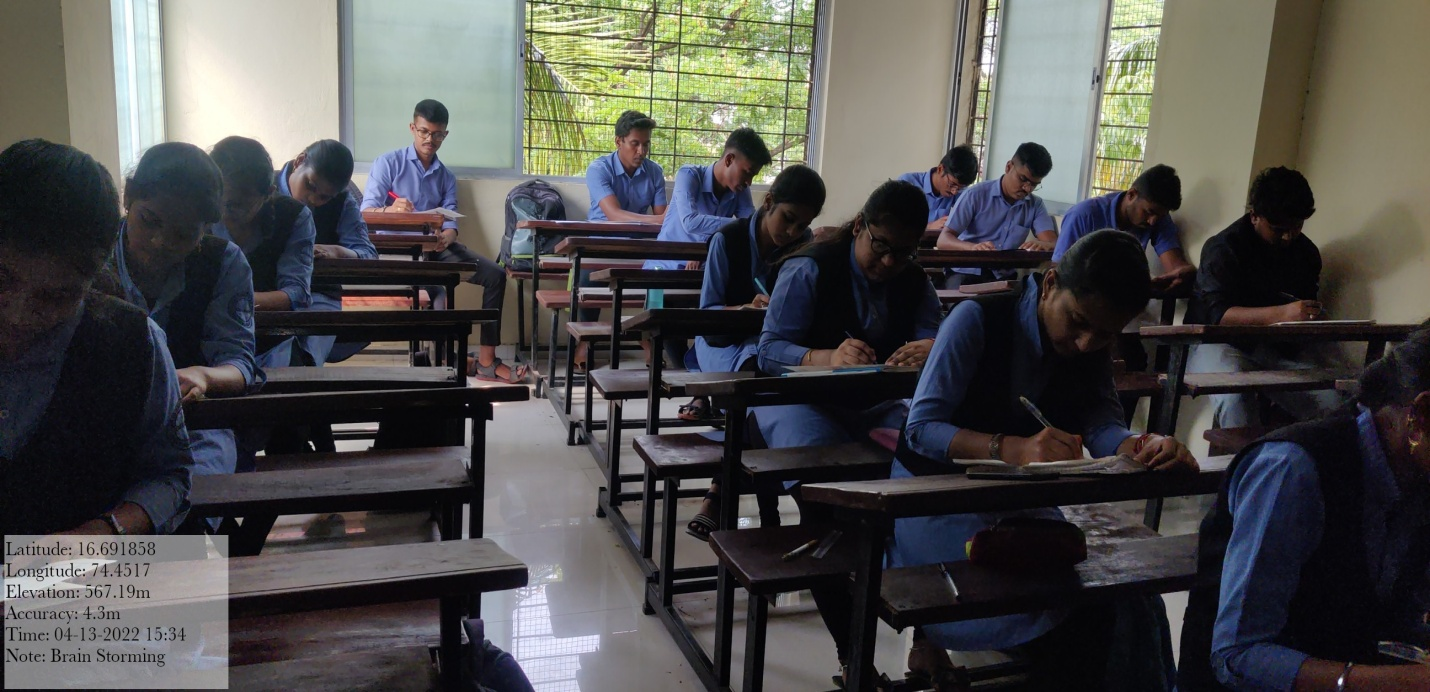 Latitude: 16.691858
Longitude: 74.4517
Elevation: 567.19m
Accuracy: 4.3m
Time: 04-13-2022 15:34
Note: Brain Storming